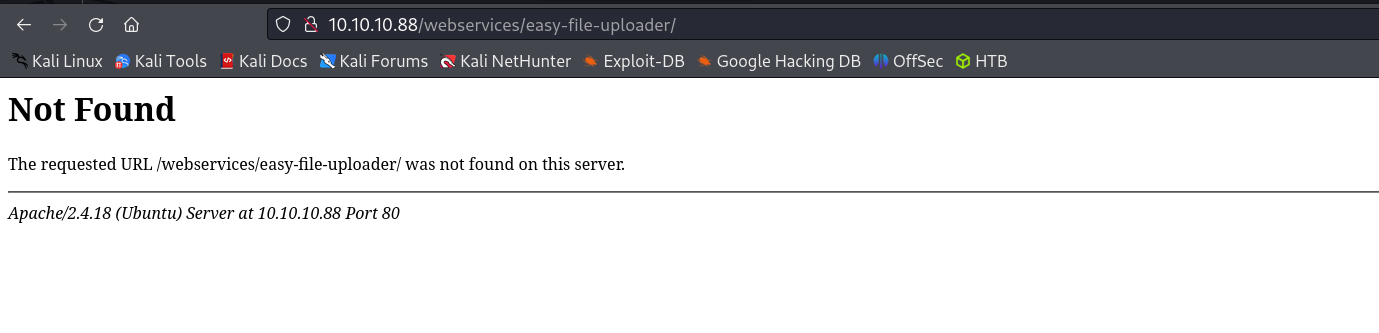 10.10.10.88/webservices/easy-file-uploader/
Kali Linux Kali Tools Kali Docs Kali Forums Kali NetHunter Exploit-DB Google Hacking DB OffSec HTB
Not Found
The requested URL /webservices/easy-file-uploader/ was not found on this server.
Apache/2.4.18 (Ubuntu) Server at 10.10.10.88 Port 80